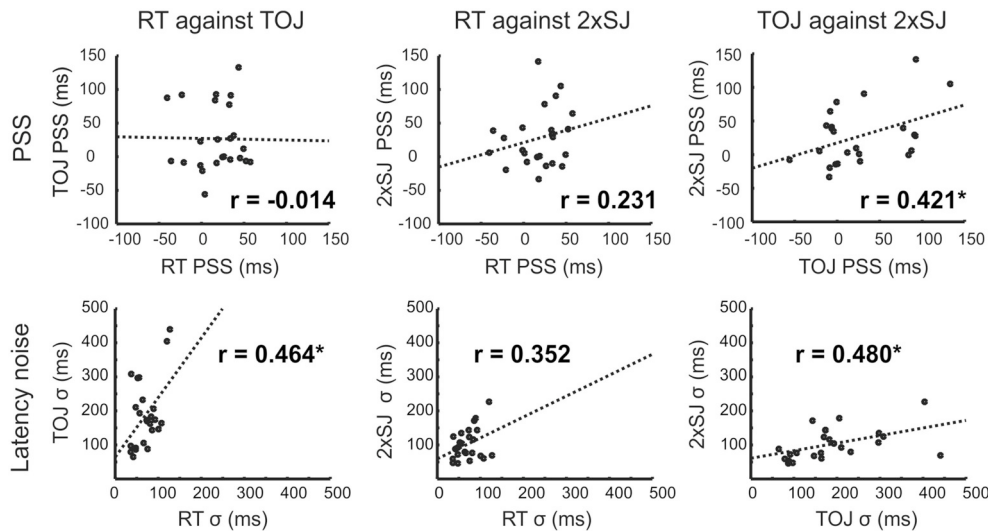 RT against TOJ
RT against 2xSJ
TOJ against 2xSJ
PSS
TOJ PSS (ms)
150
100
50
0
-50
-100
r = -0.014
-100 -50 0 50 100 150
RT PSS (ms)
2xSJ PSS (ms)
150
100
50
0
-50
-100
r = 0.231
-100 -50 0 50 100 150
RT PSS (ms)
2xSJ PSS (ms)
150
100
50
0
-50
-100
r = 0.421*
-100 -50 0 50 100 150
TOJ PSS (ms)
Latency noise
TOJ σ (ms)
500
400
300
200
100
r = 0.464*
0 100 200 300 400 500
RT σ (ms)
2xSJ σ (ms)
500
400
300
200
100
r = 0.352
0 100 200 300 400 500
RT σ (ms)
2xSJ σ (ms)
500
400
300
200
100
r = 0.480*
0 100 200 300 400 500
TOJ σ (ms)